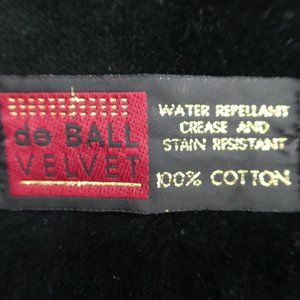 de BALL
VELVET
WATER REPELLANT
CREASE AND
STAIN RESISTANT
100% COTTON